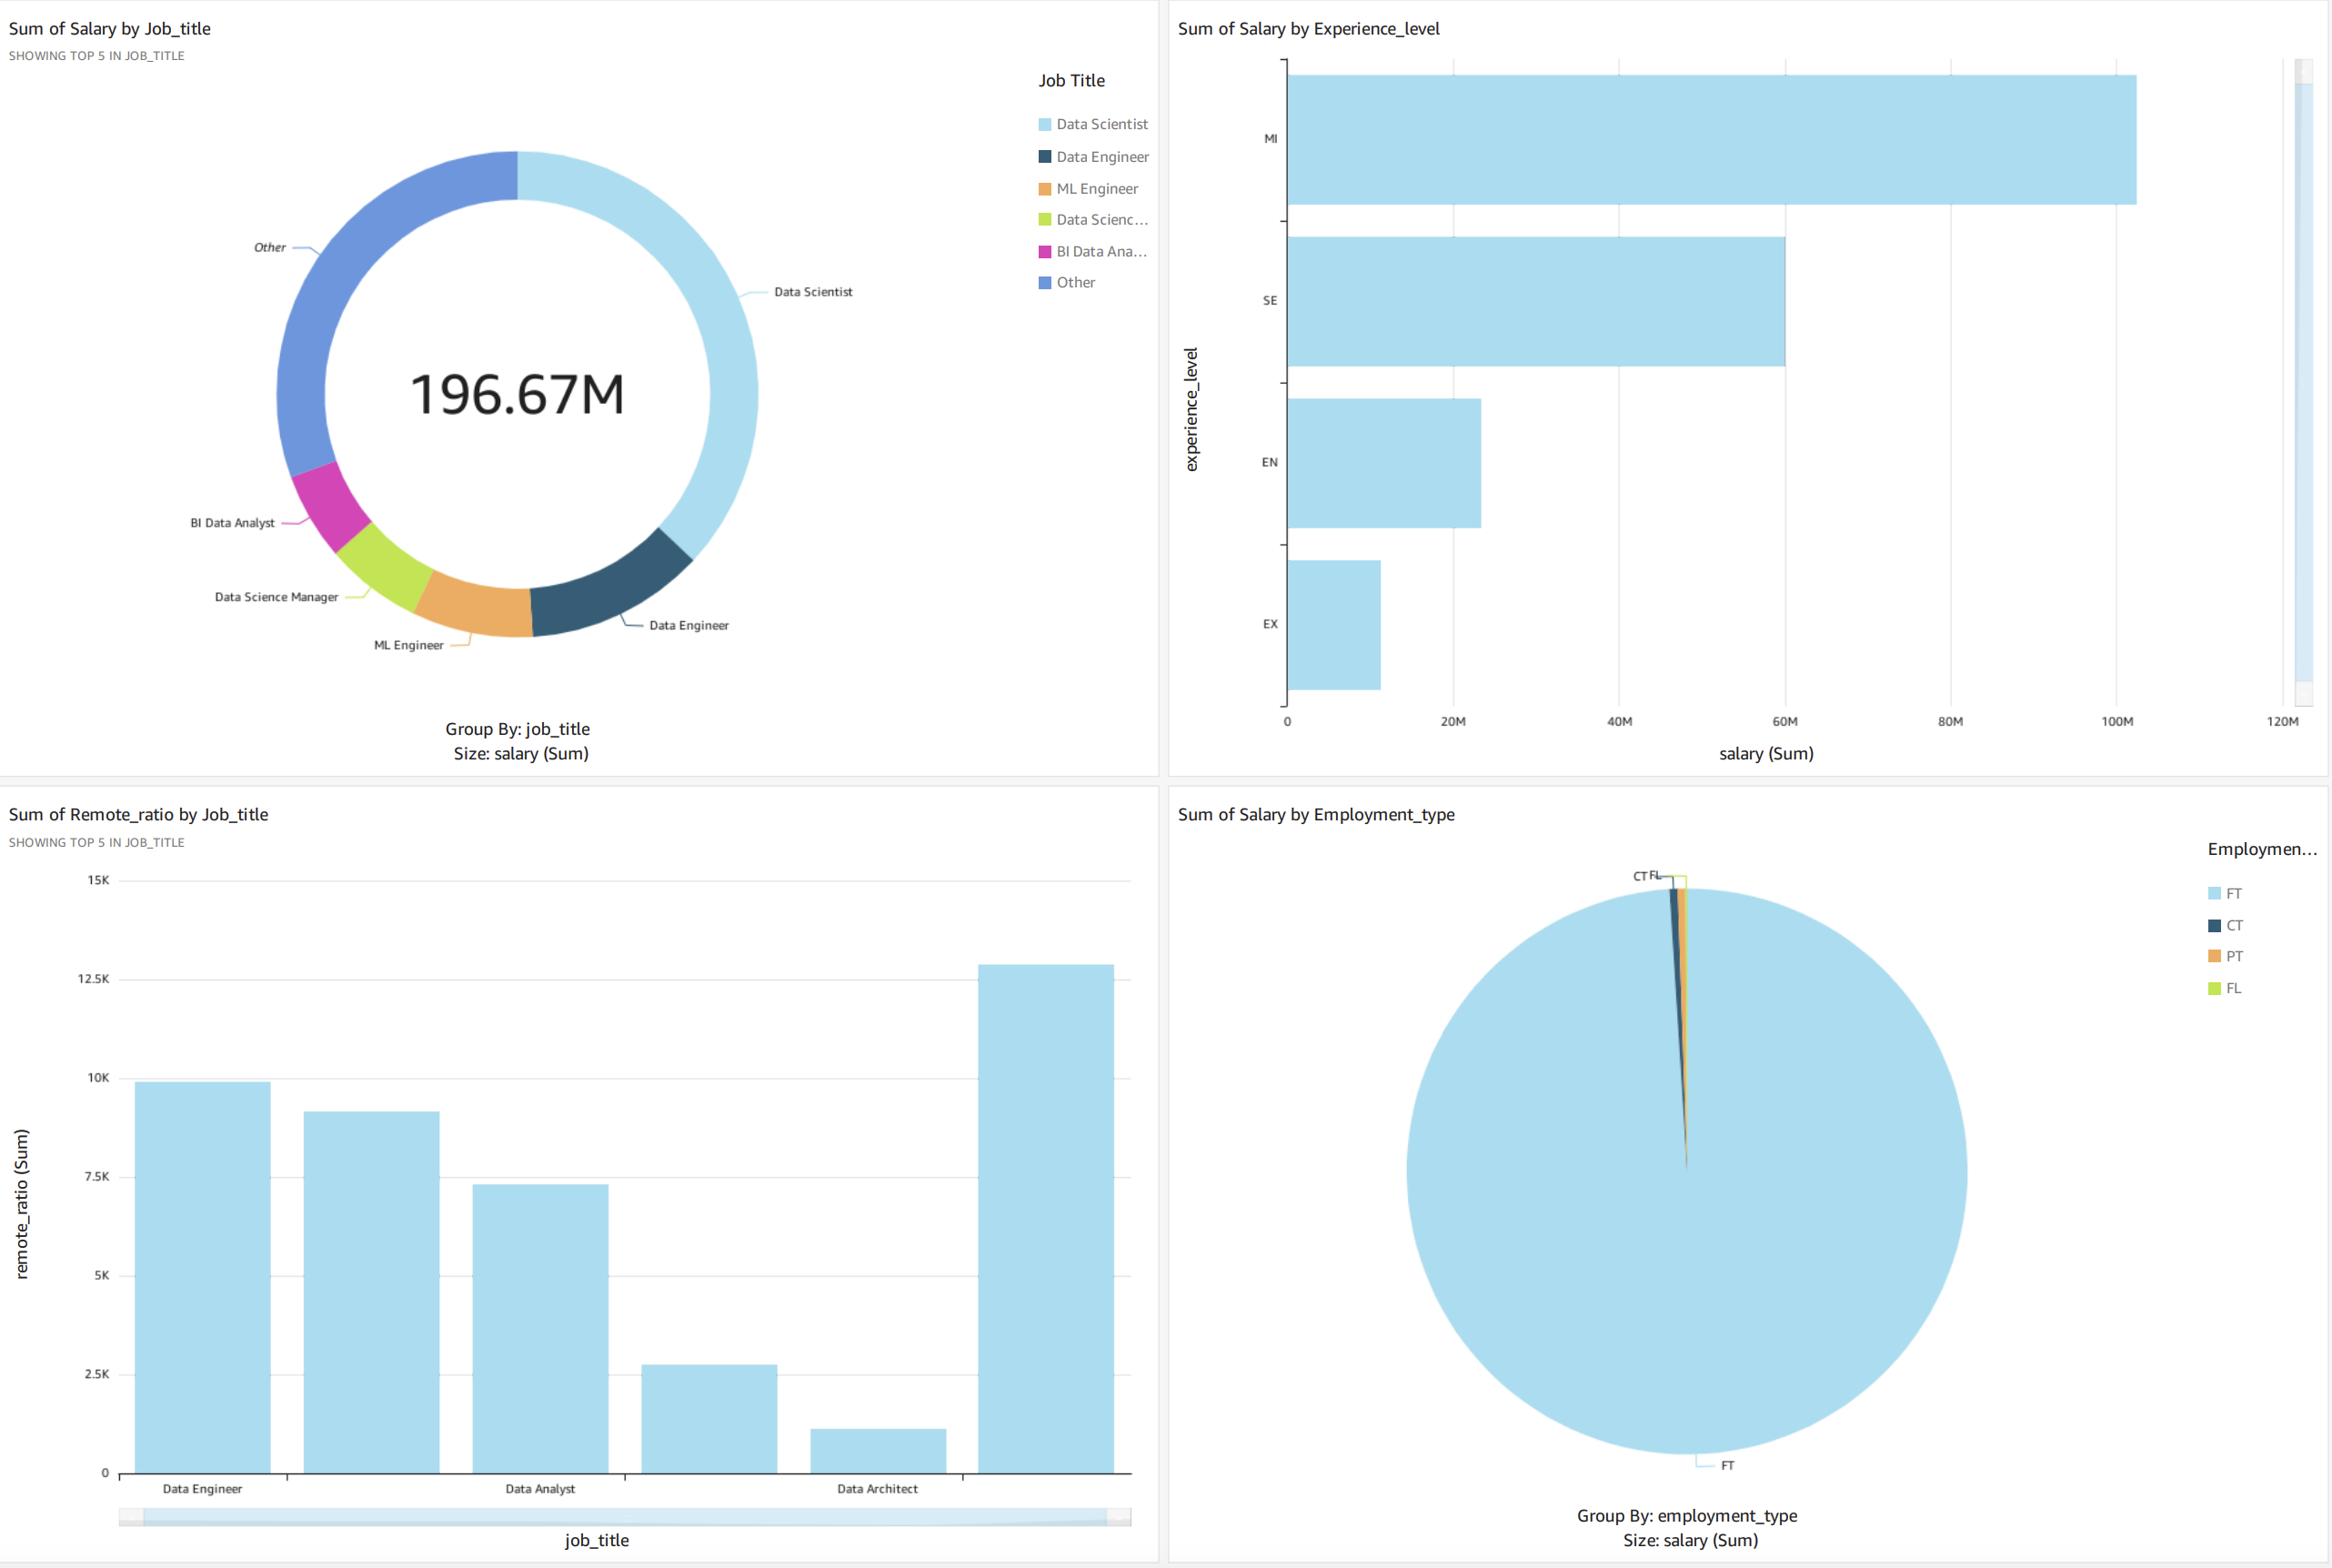 Sum of Salary by Job_title
SHOWING TOP 5 IN JOB_TITLE
Job Title
Data Scientist
Data Engineer
ML Engineer
Data Scienc...
BI Data Ana...
Other
Other
Data Scientist
196.67M
BI Data Analyst
Data Science Manager
ML Engineer
Data Engineer
Group By: job_title
Size: salary (Sum)
Sum of Salary by Experience_level
experience_level
MI
SE
EN
EX
0 20M 40M 60M 80M 100M 120M
salary (Sum)
Sum of Remote_ratio by Job_title
SHOWING TOP 5 IN JOB_TITLE
remote_ratio (Sum)
15K
12.5K
10K
7.5K
5K
2.5K
0
Data Engineer Data Analyst Data Architect
job_title
Sum of Salary by Employment_type
Employmen...
FT
CT
PT
FL
CT FL
FT
Group By: employment_type
Size: salary (Sum)